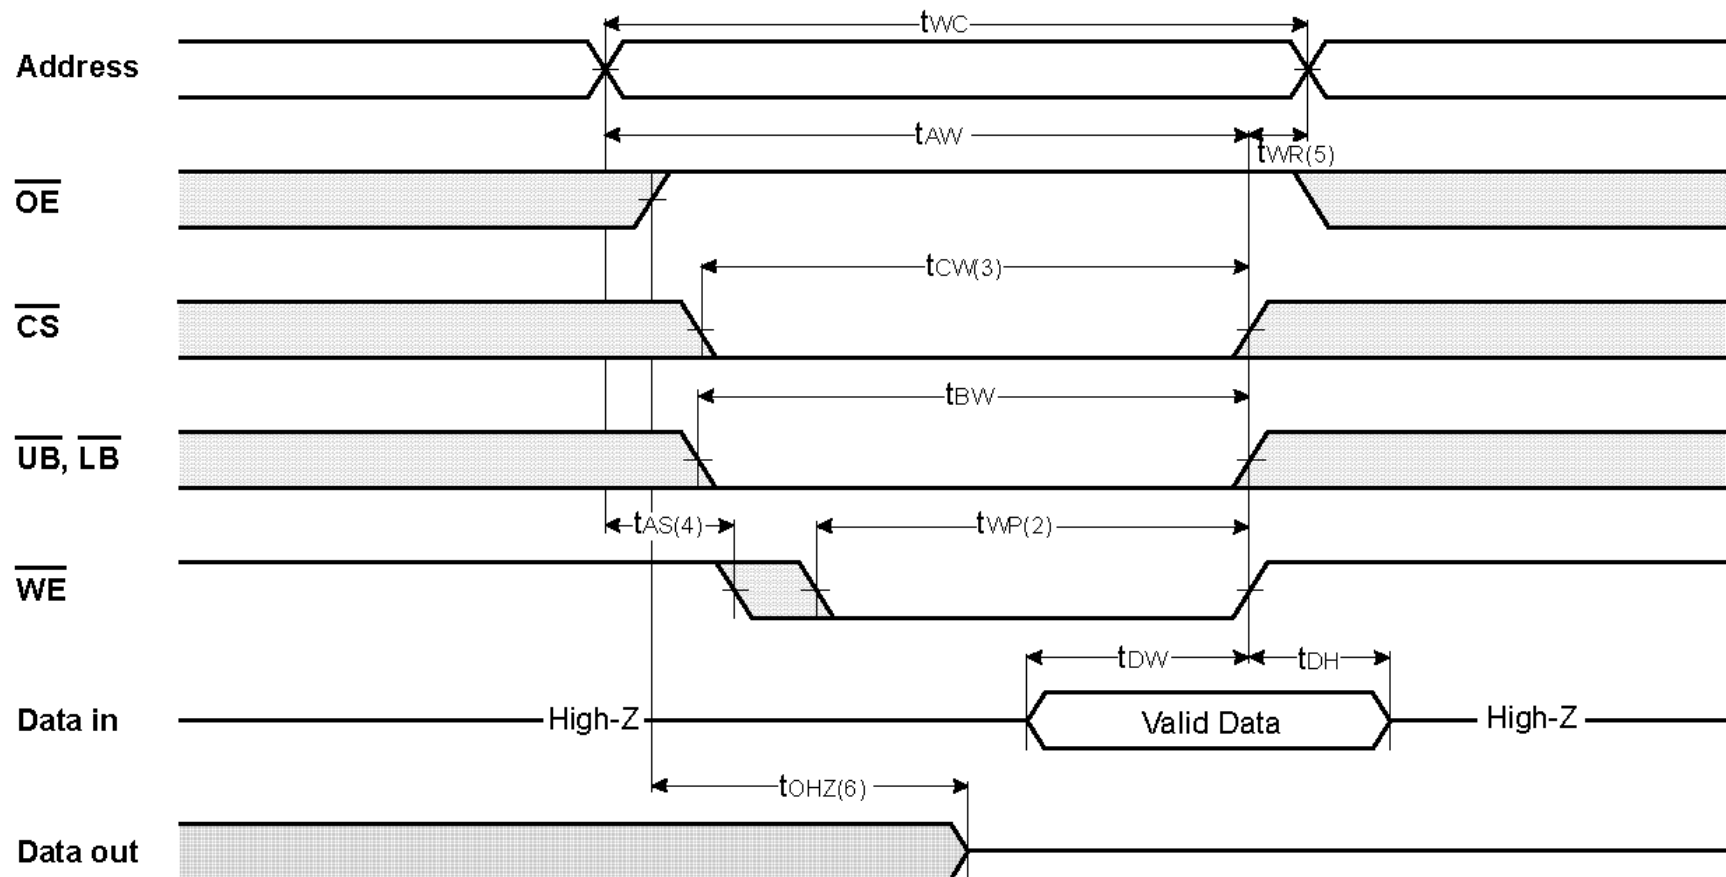 tWC
Address
tAW
tWR(5)
OE
tCW(3)
CS
tBW
UB, LB
tAS(4) tWP(2)
WE
tDW tDH
Data in High-Z Valid Data High-Z
tOHZ(6)
Data out